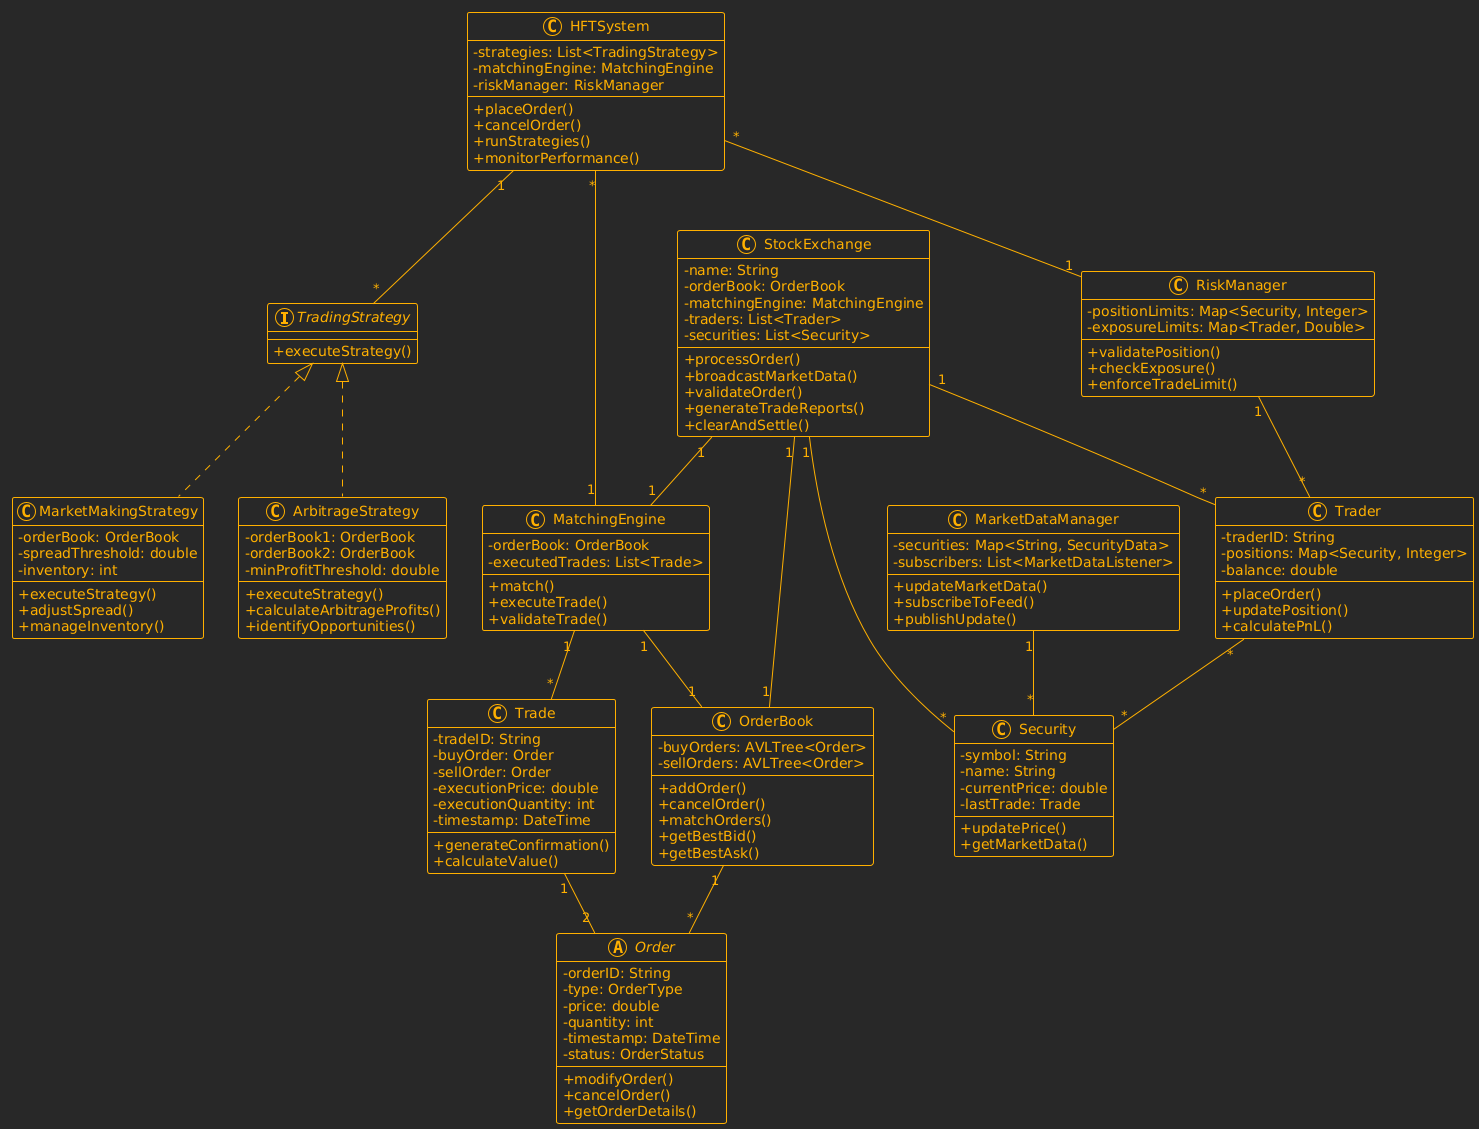 C HFTSystem
-strategies: List<TradingStrategy>
-matchingEngine: MatchingEngine
-riskManager: RiskManager
+placeOrder()
+cancelOrder()
+runStrategies()
+monitorPerformance()
*
1
*
C StockExchange
-name: String
-orderBook: OrderBook
-matchingEngine: MatchingEngine
-traders: List<Trader>
-securities: List<Security>
+processOrder()
+broadcastMarketData()
+validateOrder()
+generateTradeReports()
+clearAndSettle()
1
C RiskManager
-positionLimits: Map<Security, Integer>
-exposureLimits: Map<Trader, Double>
+validatePosition()
+checkExposure()
+enforceTradeLimit()
*
I TradingStrategy
+executeStrategy()
1
1
1
1
1
1
1
*
*
C MarketMakingStrategy
-orderBook: OrderBook
-spreadThreshold: double
-inventory: int
+executeStrategy()
+adjustSpread()
+manageInventory()
C ArbitrageStrategy
-orderBook1: OrderBook
-orderBook2: OrderBook
-minProfitThreshold: double
+executeStrategy()
+calculateArbitrageProfits()
+identifyOpportunities()
C MatchingEngine
-orderBook: OrderBook
-executedTrades: List<Trade>
+match()
+executeTrade()
+validateTrade()
C MarketDataManager
-securities: Map<String, SecurityData>
-subscribers: List<MarketDataListener>
+updateMarketData()
+subscribeToFeed()
+publishUpdate()
C Trader
-traderID: String
-positions: Map<Security, Integer>
-balance: double
+placeOrder()
+updatePosition()
+calculatePnL()
1
1
1
*
*
1
1
*
*
*
C Trade
-tradeID: String
-buyOrder: Order
-sellOrder: Order
-executionPrice: double
-executionQuantity: int
-timestamp: DateTime
+generateConfirmation()
+calculateValue()
C OrderBook
-buyOrders: AVLTree<Order>
-sellOrders: AVLTree<Order>
+addOrder()
+cancelOrder()
+matchOrders()
+getBestBid()
+getBestAsk()
C Security
-symbol: String
-name: String
-currentPrice: double
-lastTrade: Trade
+updatePrice()
+getMarketData()
1
1
2
*
A Order
-orderID: String
-type: OrderType
-price: double
-quantity: int
-timestamp: DateTime
-status: OrderStatus
+modifyOrder()
+cancelOrder()
+getOrderDetails()